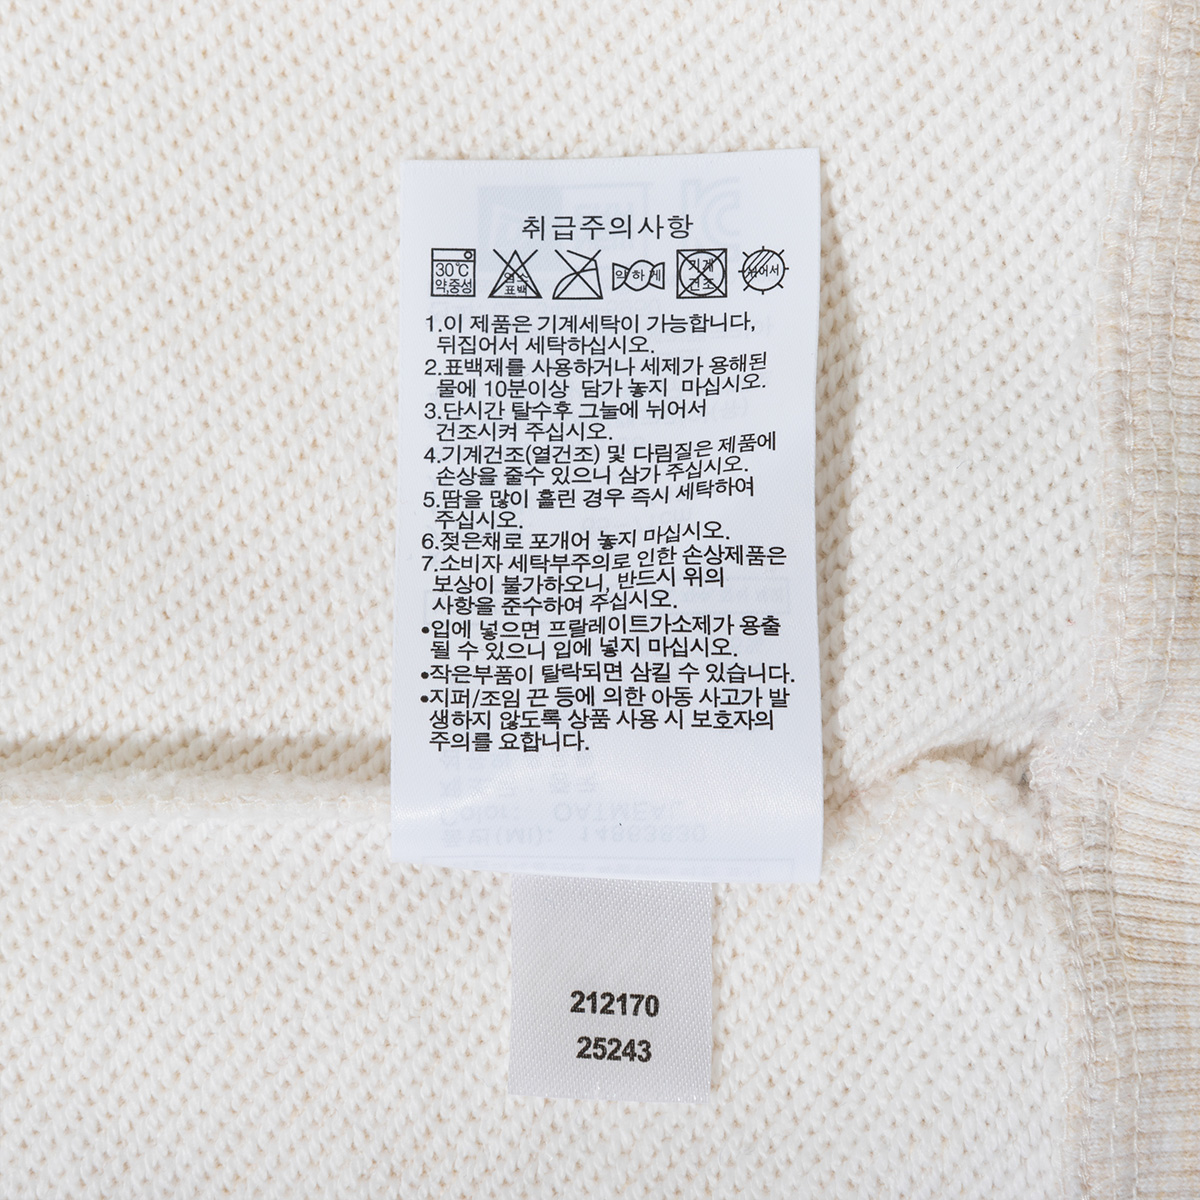 취급주의사항
30℃ 약,중성
염소 표백
약하게
기계 건조
뉘어서
1.이 제품은 기계세탁이 가능합니다,
뒤집어서 세탁하십시오.
2.표백제를 사용하거나 세제가 용해된
물에 10분이상 담가 놓지 마십시오.
3.단시간 탈수후 그늘에 뉘어서
건조시켜 주십시오.
4.기계건조(열건조) 및 다림질은 제품에
손상을 줄수 있으니 삼가 주십시오.
5.땀을 많이 흘린 경우 즉시 세탁하여
주십시오.
6.젖은채로 포개어 놓지 마십시오.
7.소비자 세탁부주의로 인한 손상제품은
보상이 불가하오니, 반드시 위의
사항을 준수하여 주십시오.
•입에 넣으면 프탈레이트가소제가 용출
될 수 있으니 입에 넣지 마십시오.
•작은부품이 탈락되면 삼킬 수 있습니다.
•지퍼/조임 끈 등에 의한 아동 사고가 발
생하지 않도록 상품 사용 시 보호자의
주의를 요합니다.
212170
25243